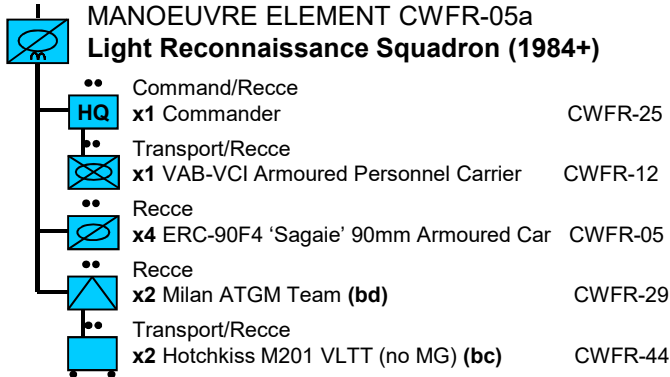 MANOEUVRE ELEMENT CWFR-05a
Light Reconnaissance Squadron (1984+)
Command/Recce
HQ x1 Commander CWFR-25
Transport/Recce
x1 VAB-VCI Armoured Personnel Carrier CWFR-12
Recce
x4 ERC-90F4 ‘Sagaie’ 90mm Armoured Car CWFR-05
Recce
x2 Milan ATGM Team (bd) CWFR-29
Transport/Recce
x2 Hotchkiss M201 VLTT (no MG) (bc) CWFR-44